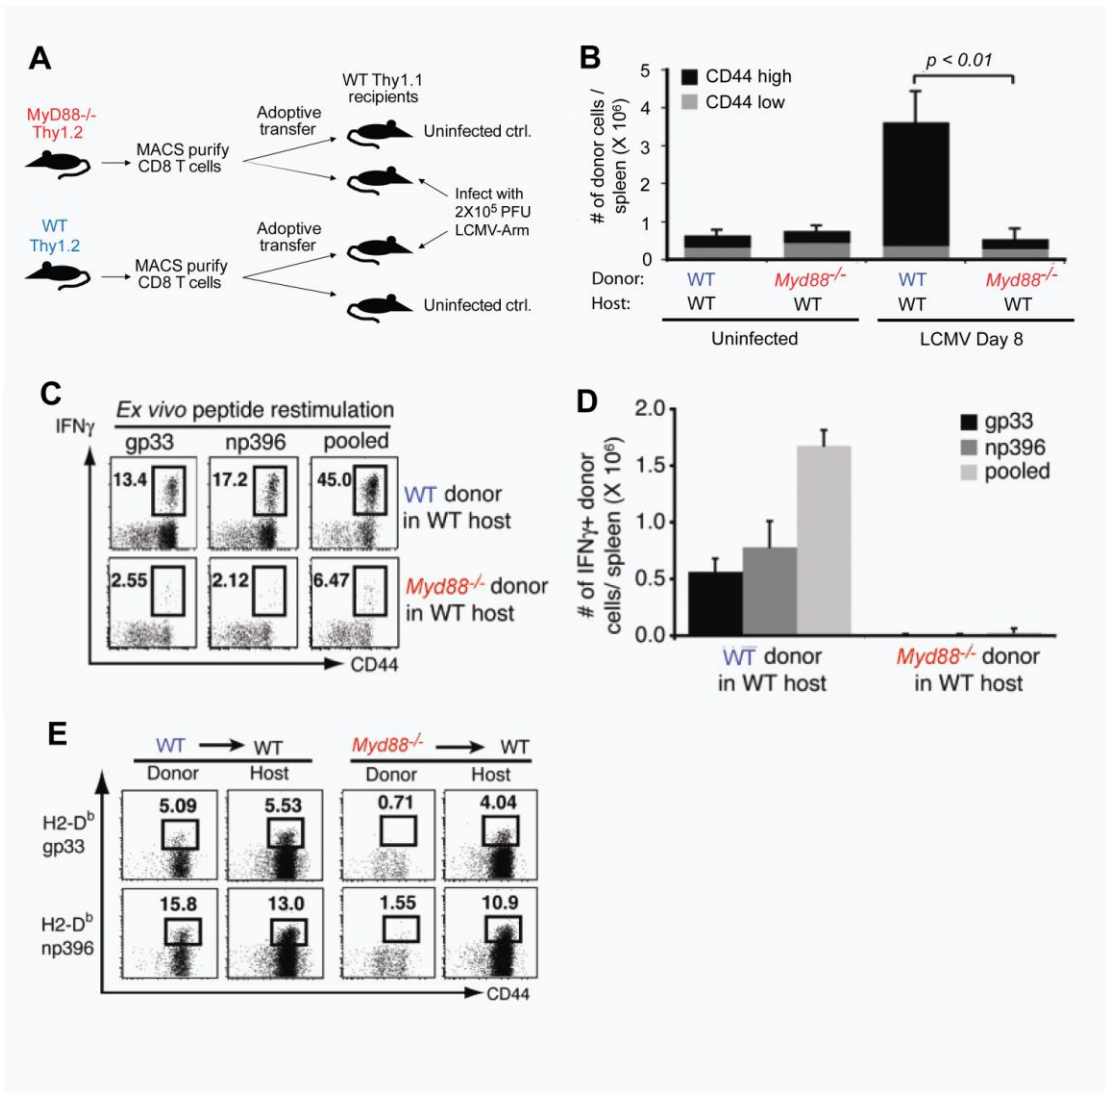 A
MyD88-/-
Thy1.2
MACS purify
CD8 T cells
Adoptive
transfer
WT Thy1.1
recipients
Uninfected ctrl.
Infect with
2X10⁵ PFU
LCMV-Arm
WT
Thy1.2
MACS purify
CD8 T cells
Adoptive
transfer
Uninfected ctrl.
B
# of donor cells /
spleen (X 10⁶)
5
4
3
2
1
0
CD44 high
CD44 low
p < 0.01
Donor: WT Myd88-/- WT Myd88-/-
Host: WT WT WT WT
Uninfected LCMV Day 8
C
Ex vivo peptide restimulation
IFNγ
gp33 np396 pooled
13.4 17.2 45.0
WT donor
in WT host
2.55 2.12 6.47
Myd88-/- donor
in WT host
CD44
D
# of IFNγ+ donor
cells/ spleen (X 10⁶)
2.0
1.5
1.0
0.5
0.0
gp33
np396
pooled
WT donor
in WT host
Myd88-/- donor
in WT host
E
WT WT Myd88-/- WT
Donor Host Donor Host
H2-Dᵇ
gp33
5.09 5.53 0.71 4.04
H2-Dᵇ
np396
15.8 13.0 1.55 10.9
CD44